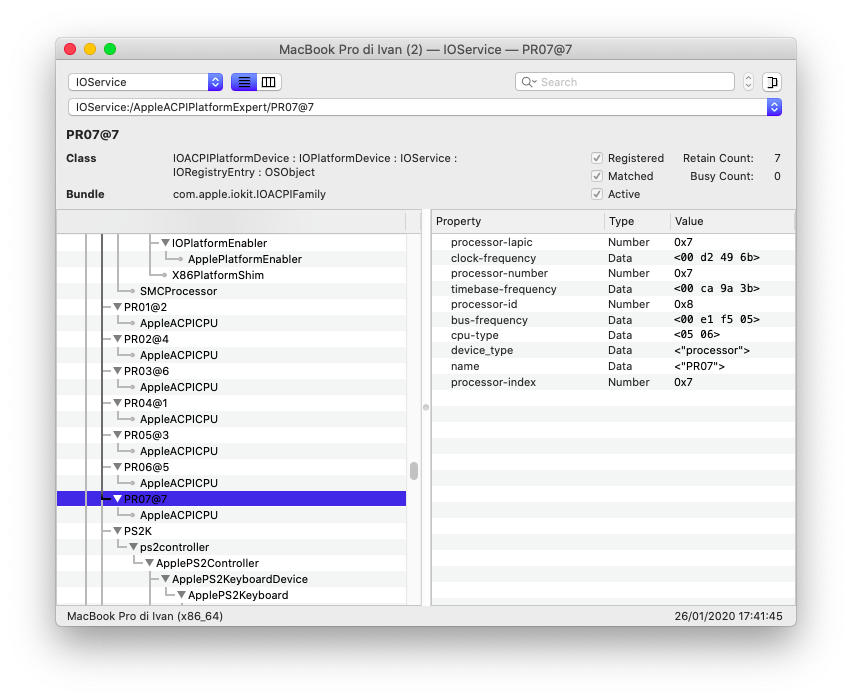 MacBook Pro di Ivan (2) — IOService — PR07@7
IOService
Search
IOService:/AppleACPIPlatformExpert/PR07@7
PR07@7
Class IOACPIPlatformDevice : IOPlatformDevice : IOService :
IORegistryEntry : OSObject
Bundle com.apple.iokit.IOACPIFamily
Registered Retain Count: 7
Matched Busy Count: 0
Active
IOPlatformEnabler
ApplePlatformEnabler
X86PlatformShim
SMCProcessor
PR01@2
AppleACPICPU
PR02@4
AppleACPICPU
PR03@6
AppleACPICPU
PR04@1
AppleACPICPU
PR05@3
AppleACPICPU
PR06@5
AppleACPICPU
PR07@7
AppleACPICPU
PS2K
ps2controller
ApplePS2Controller
ApplePS2KeyboardDevice
ApplePS2Keyboard
Property Type Value
processor-lapic Number 0x7
clock-frequency Data <00 d2 49 6b>
processor-number Number 0x7
timebase-frequency Data <00 ca 9a 3b>
processor-id Number 0x8
bus-frequency Data <00 e1 f5 05>
cpu-type Data <05 06>
device_type Data <"processor">
name Data <"PR07">
processor-index Number 0x7
MacBook Pro di Ivan (x86_64) 26/01/2020 17:41:45